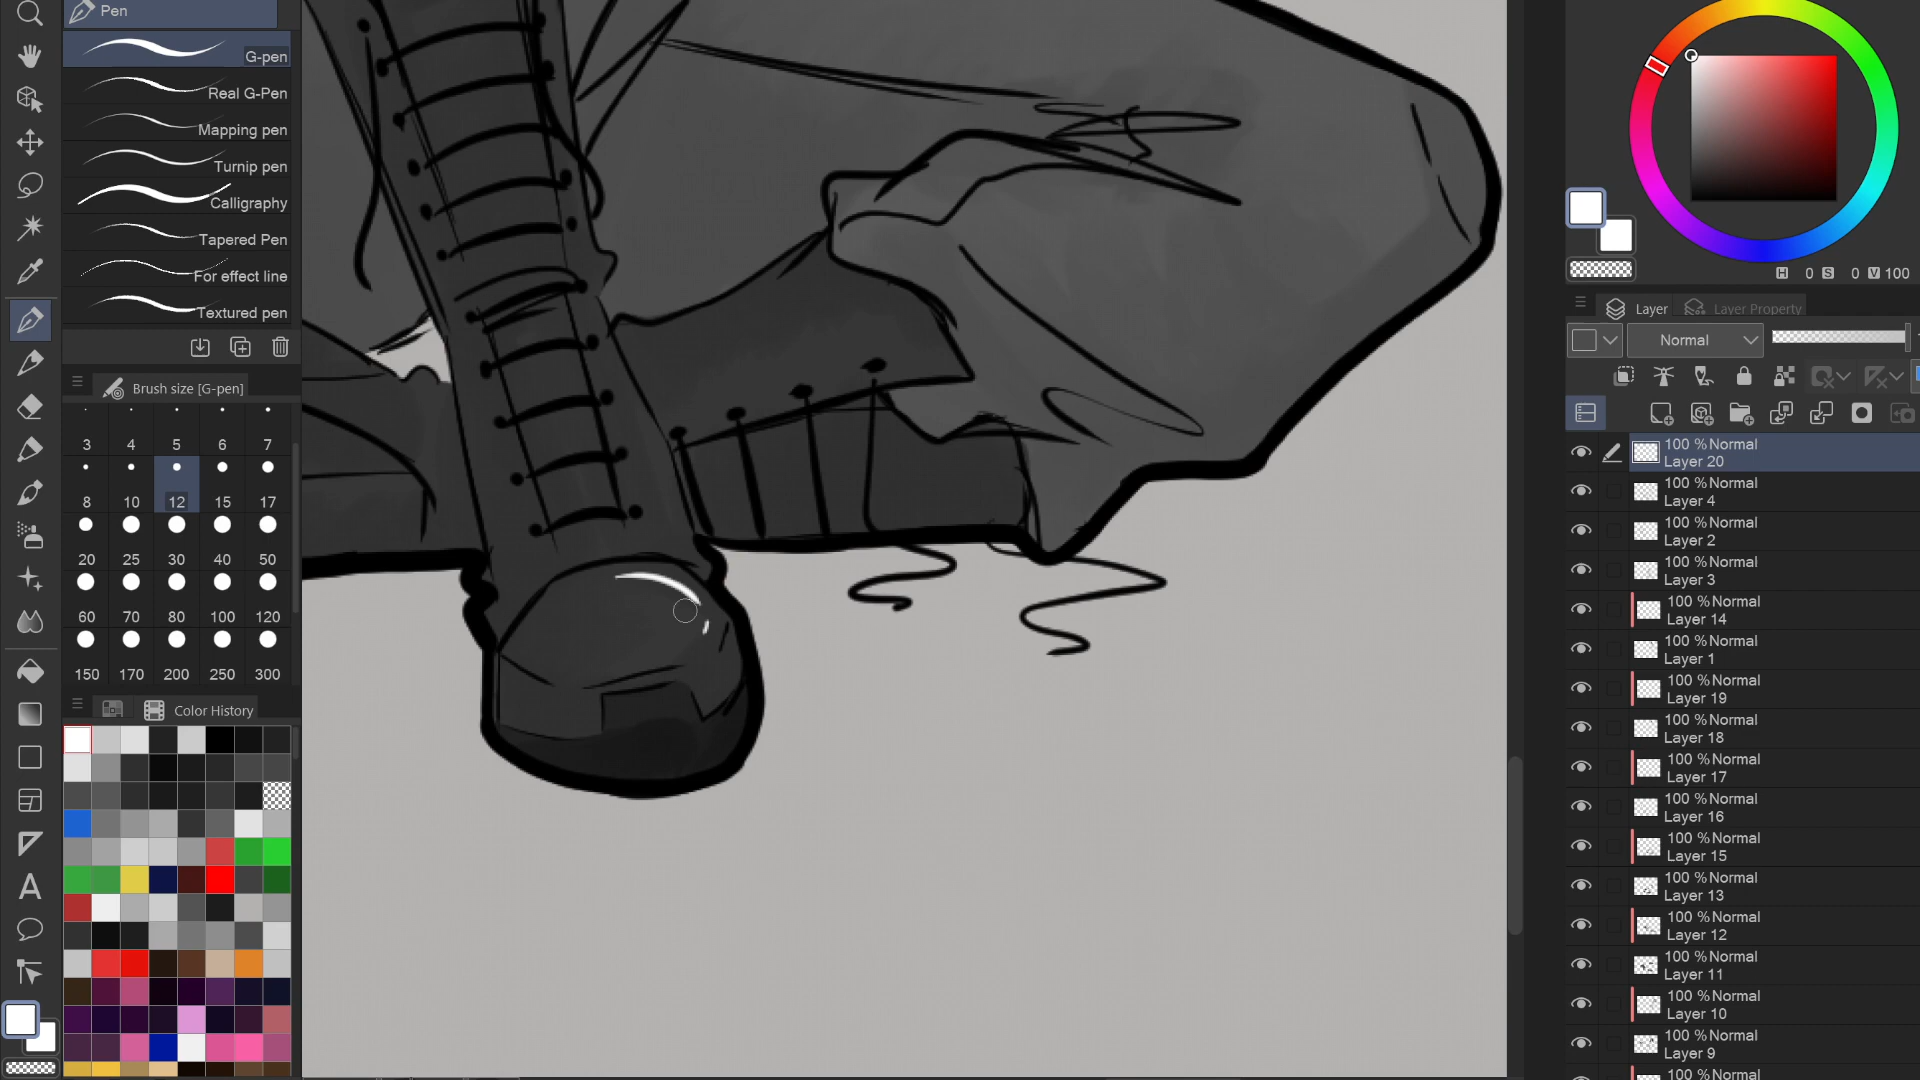 Pen
G-pen
Real G-Pen
Mapping pen
Turnip pen
Calligraphy
Tapered Pen
For effect line
Textured pen
Brush size [G-pen]
3 4 5 6 7
8 10 12 15 17
20 25 30 40 50
60 70 80 100 120
150 170 200 250 300
Color History
H 0 S 0 V 100
Layer Layer Property
Normal
100 %Normal
Layer 20
100 %Normal
Layer 4
100 %Normal
Layer 2
100 %Normal
Layer 3
100 %Normal
Layer 14
100 %Normal
Layer 1
100 %Normal
Layer 19
100 %Normal
Layer 18
100 %Normal
Layer 17
100 %Normal
Layer 16
100 %Normal
Layer 15
100 %Normal
Layer 13
100 %Normal
Layer 12
100 %Normal
Layer 11
100 %Normal
Layer 10
100 %Normal
Layer 9
100 %Normal